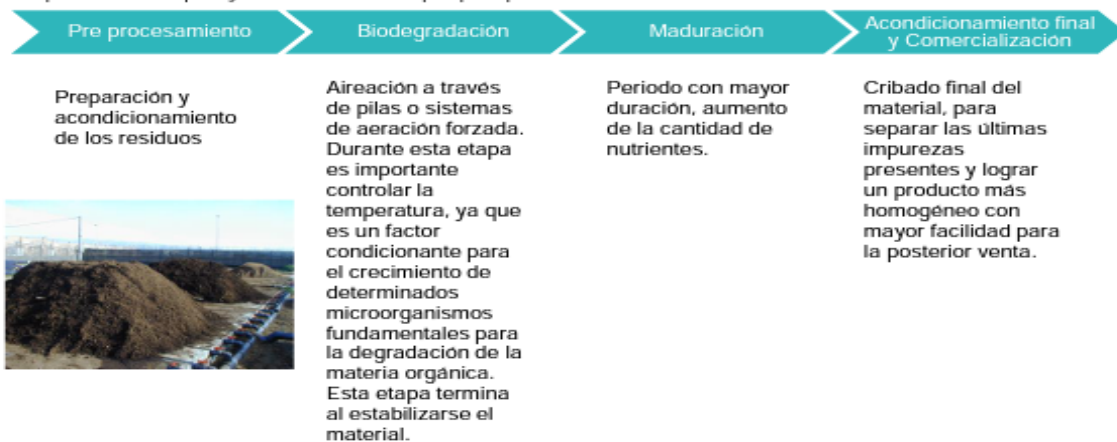 Pre procesamiento
Biodegradación
Maduración
Acondicionamiento final
y Comercialización
Preparación y
acondicionamiento
de los residuos
Aireación a través
de pilas o sistemas
de aeración forzada.
Durante esta etapa
es importante
controlar la
temperatura, ya que
es un factor
condicionante para
el crecimiento de
determinados
microorganismos
fundamentales para
la degradación de la
materia orgánica.
Esta etapa termina
al estabilizarse el
material.
Periodo con mayor
duración, aumento
de la cantidad de
nutrientes.
Cribado final del
material, para
separar las últimas
impurezas
presentes y lograr
un producto más
homogéneo con
mayor facilidad para
la posterior venta.